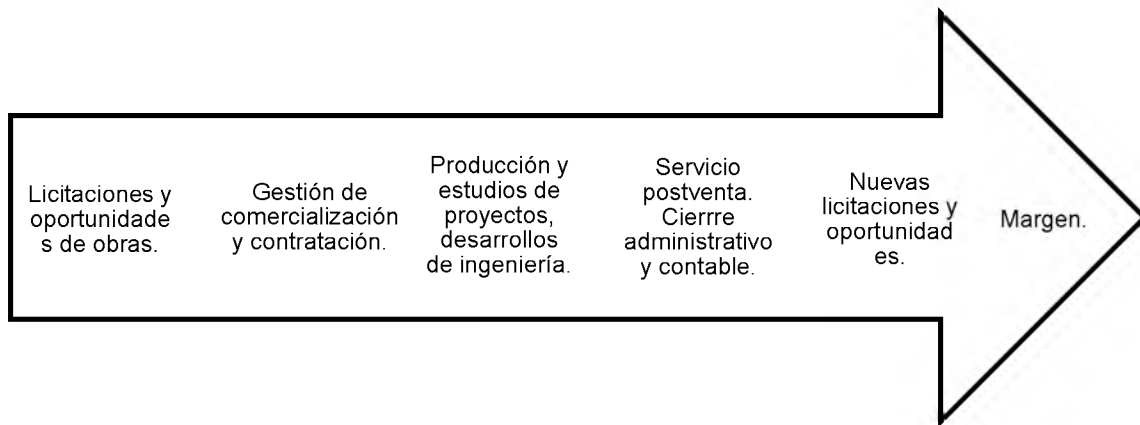 Licitaciones y
oportunidade
s de obras.
Gestión de
comercialización
y contratación.
Producción y
estudios de
proyectos,
desarrollos
de ingeniería.
Servicio
postventa.
Cierrre
administrativo
y contable.
Nuevas
licitaciones y
oportunidad
es.
Margen.